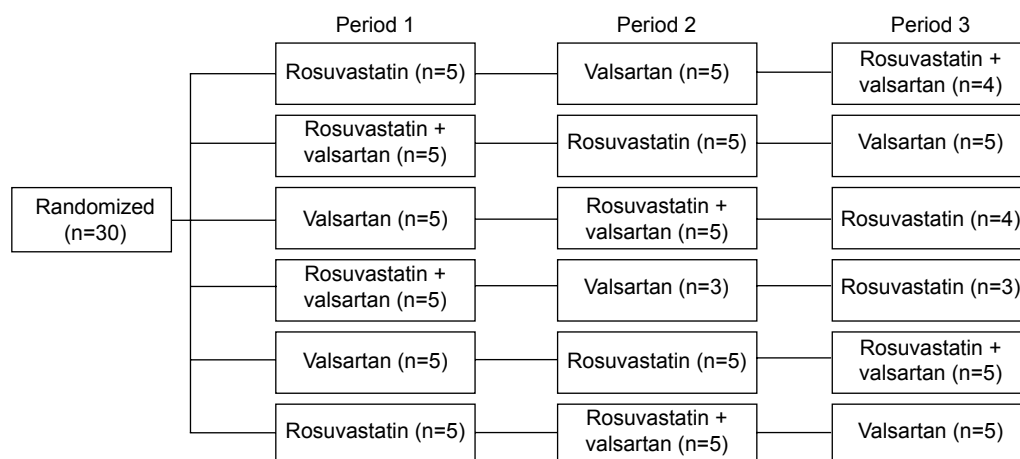 Period 1
Period 2
Period 3
Rosuvastatin (n=5)
Valsartan (n=5)
Rosuvastatin +
valsartan (n=4)
Rosuvastatin +
valsartan (n=5)
Rosuvastatin (n=5)
Valsartan (n=5)
Randomized
(n=30)
Valsartan (n=5)
Rosuvastatin +
valsartan (n=5)
Rosuvastatin (n=4)
Rosuvastatin +
valsartan (n=5)
Valsartan (n=3)
Rosuvastatin (n=3)
Valsartan (n=5)
Rosuvastatin (n=5)
Rosuvastatin +
valsartan (n=5)
Rosuvastatin (n=5)
Rosuvastatin +
valsartan (n=5)
Valsartan (n=5)